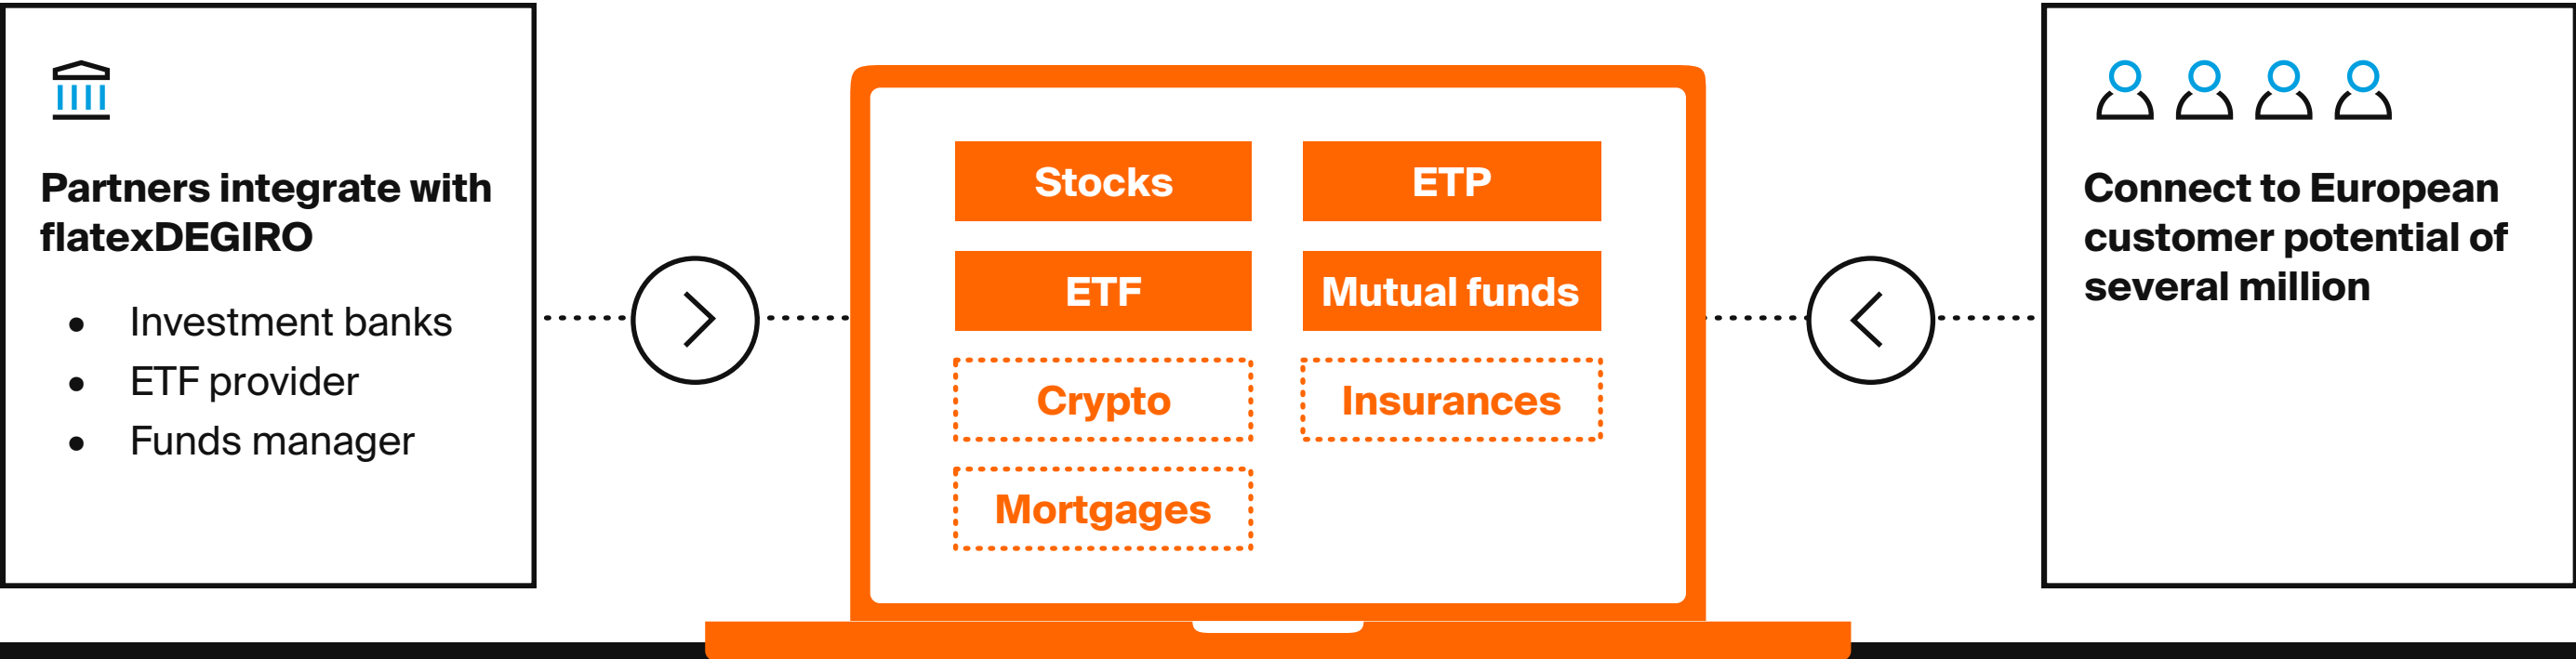 Partners integrate with
flatexDEGIRO
• Investment banks
• ETF provider
• Funds manager
Stocks
ETP
ETF
Mutual funds
Crypto
Insurances
Mortgages
Connect to European
customer potential of
several million